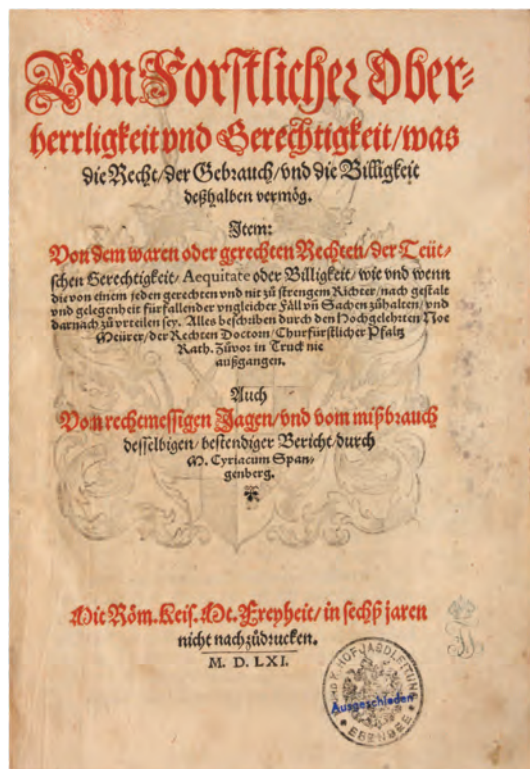 Von Forstlicher Ober-
herrligkeit vnd Gerechtigkeit/ was
die Recht/ der Gebrauch/ vnd die Billigkeit
deßhalben vermög.
Item:
Von dem waren oder gerechten Rechten/ der Teüt-
schen Gerechtigkeit/ Aequitate oder Billigkeit/ wie vnd wenn
die von einem jeden gerechten vnd nit zů strengem Richter/ nach gestalt
vnd gelegenheit fürfallender vngleicher Fäll vñ Sachen zůhalten/ vnd
darnach zů vrteilen sey. Alles beschriben durch den Hochgelehrten Noe
Meürer/ der Rechten Doctorn/ Churfürstlicher Pfaltz
Rath. Zůvor in Truck nie
außgangen.
Auch
Vom rechtmessigen Jagen/ vnd vom mißbrauch
desselbigen/ bestendiger Bericht/ durch
M. Cyriacum Span-
genberg.
Mit Röm. Keis. Mt. Freyheit/ in sechß jaren
nicht nachzůdrucken.
M. D. LXI.
K. HOFJAGDLEITUNG
Ausgeschieden
EBENSEE